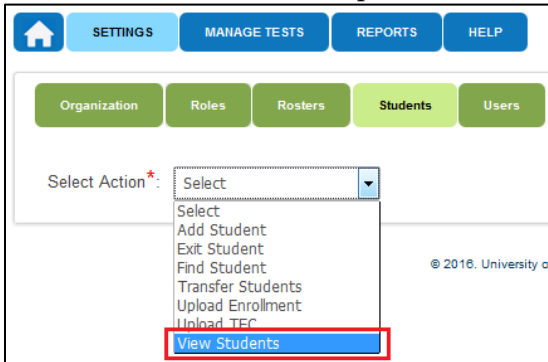 SETTINGS MANAGE TESTS REPORTS HELP
Organization Roles Rosters Students Users
Select Action*: Select
Select
Add Student
Exit Student
Find Student
Transfer Students
Upload Enrollment
Upload TEC
View Students
© 2016. University o